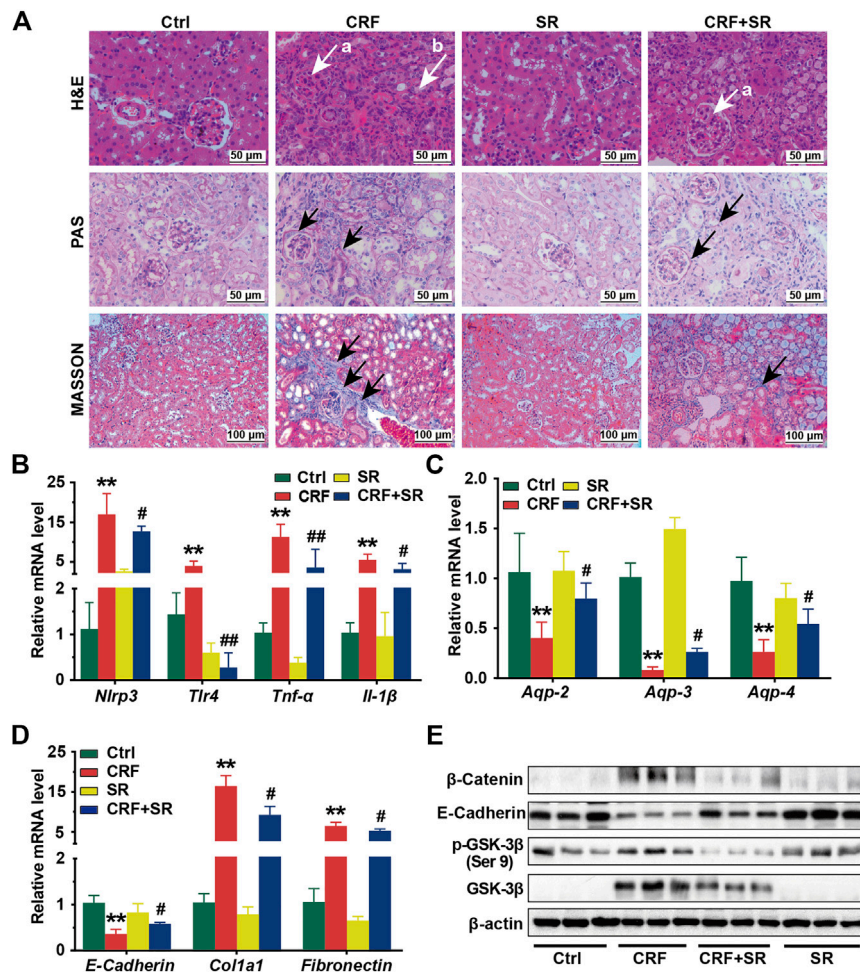 A
Ctrl CRF SR CRF+SR
H&E
a b a
50 µm 50 µm 50 µm 50 µm
PAS
50 µm 50 µm 50 µm 50 µm
MASSON
100 µm 100 µm 100 µm 100 µm
B
Relative mRNA level
25
15
5
2
1
0
Ctrl SR
CRF CRF+SR
** # ** ## ** ## ** #
Nlrp3 Tlr4 Tnf-α Il-1β
C
Relative mRNA level
2.0
1.5
1.0
0.5
0.0
Ctrl SR
CRF CRF+SR
** # ** # ** #
Aqp-2 Aqp-3 Aqp-4
D
Relative mRNA level
25
15
5
2
1
0
Ctrl
CRF
SR
CRF+SR
** # ** # ** #
E-Cadherin Col1a1 Fibronectin
E
β-Catenin
E-Cadherin
p-GSK-3β
(Ser 9)
GSK-3β
β-actin
Ctrl CRF CRF+SR SR